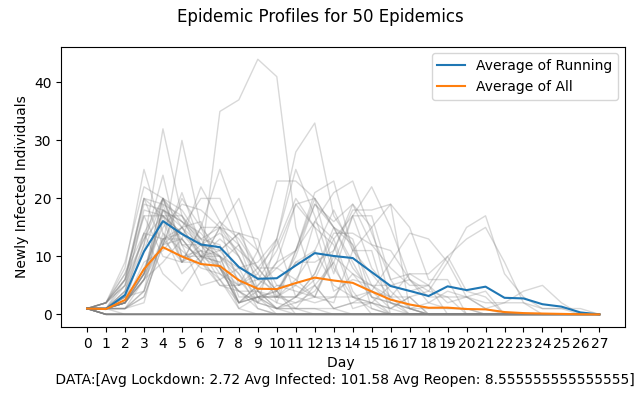 Epidemic Profiles for 50 Epidemics
Average of Running
Average of All
Newly Infected Individuals
40
30
20
10
0
0 1 2 3 4 5 6 7 8 9 10 11 12 13 14 15 16 17 18 19 20 21 22 23 24 25 26 27
Day
DATA:[Avg Lockdown: 2.72 Avg Infected: 101.58 Avg Reopen: 8.555555555555555]